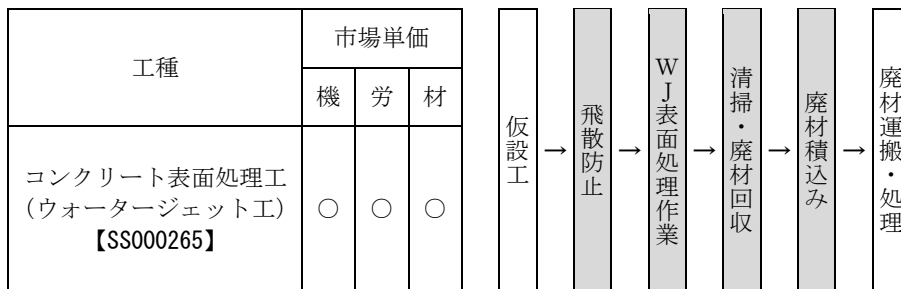 工種
市場単価
機 労 材
コンクリート表面処理工
(ウォータージェット工)
【SS000265】
○ ○ ○
仮設工
→
飛散防止
→
WJ表面処理作業
→
清掃・廃材回収
→
廃材積込み
→
廃材運搬・処理